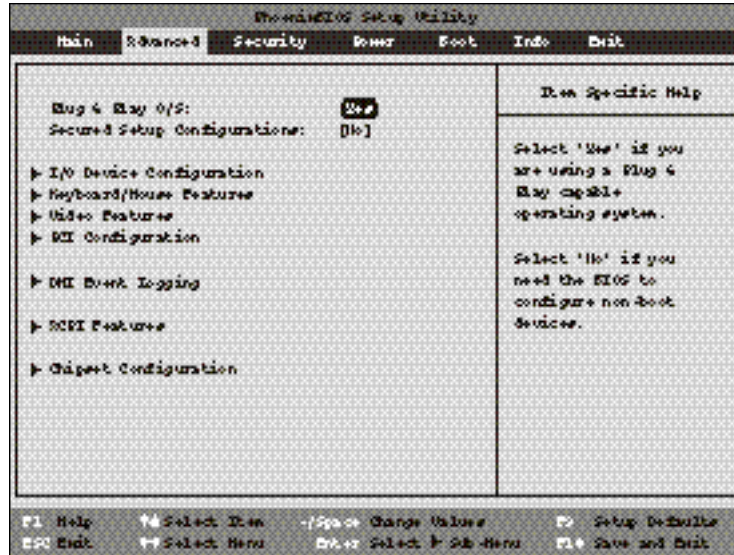 PhoenixBIOS Setup Utility
Main Advanced Security Power Boot Info Exit
Item Specific Help
Plug & Play O/S: [Yes]
Secured Setup Configurations: [No]
I/O Device Configuration
Keyboard/Mouse Features
Video Features
PCI Configuration
DMI Event Logging
ACPI Features
Chipset Configuration
Select 'Yes' if you
are using a Plug &
Play capable
operating system.
Select 'No' if you
need the BIOS to
configure non-boot
devices.
F1 Help ↑↓ Select Item -/Space Change Values F9 Setup Defaults
ESC Exit ←→ Select Menu Enter Select ▶ Sub-Menu F10 Save and Exit